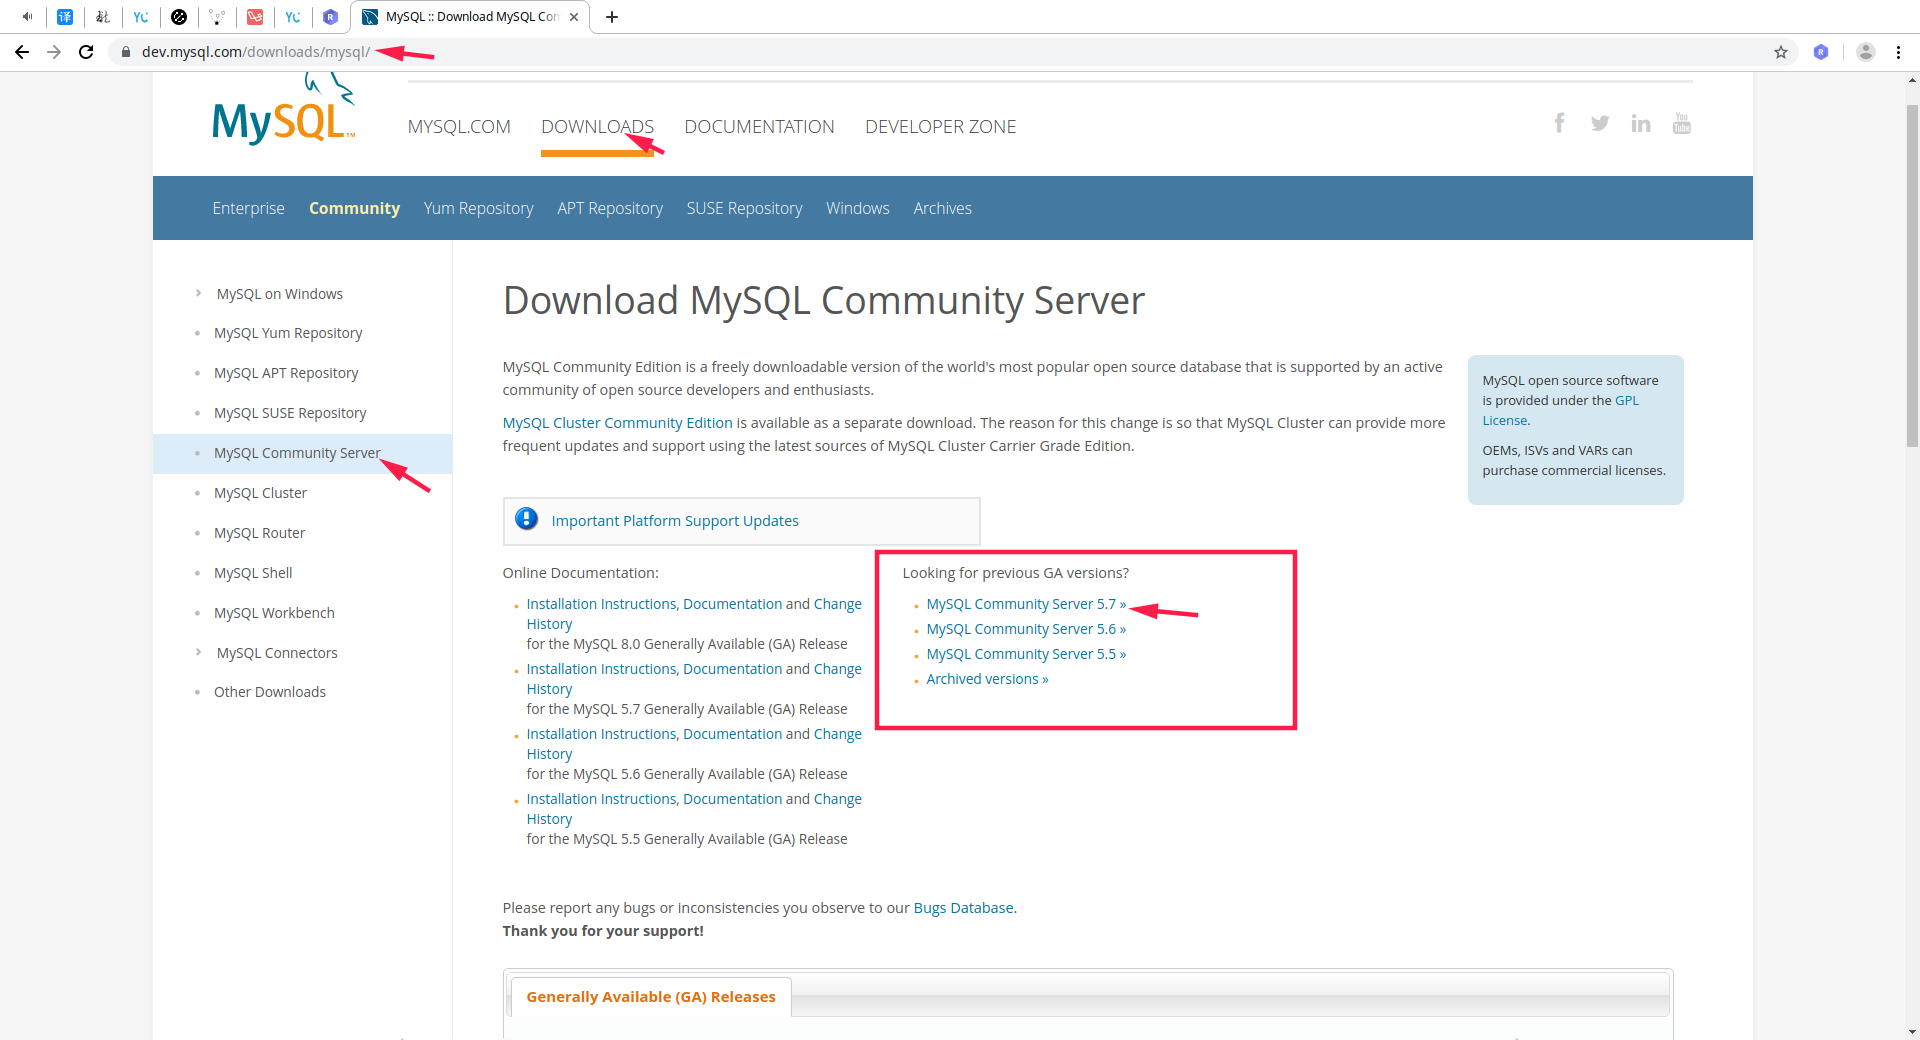 译
YC
YC
R
MySQL :: Download MySQL Con
dev.mysql.com/downloads/mysql/
R
MySQL™
MYSQL.COM
DOWNLOADS
DOCUMENTATION
DEVELOPER ZONE
You Tube
Enterprise
Community
Yum Repository
APT Repository
SUSE Repository
Windows
Archives
MySQL on Windows
MySQL Yum Repository
MySQL APT Repository
MySQL SUSE Repository
MySQL Community Server
MySQL Cluster
MySQL Router
MySQL Shell
MySQL Workbench
MySQL Connectors
Other Downloads
Download MySQL Community Server
MySQL Community Edition is a freely downloadable version of the world's most popular open source database that is supported by an active
community of open source developers and enthusiasts.
MySQL Cluster Community Edition is available as a separate download. The reason for this change is so that MySQL Cluster can provide more
frequent updates and support using the latest sources of MySQL Cluster Carrier Grade Edition.
MySQL open source software
is provided under the GPL
License.
OEMs, ISVs and VARs can
purchase commercial licenses.
Important Platform Support Updates
Online Documentation:
Installation Instructions, Documentation and Change
History
for the MySQL 8.0 Generally Available (GA) Release
Installation Instructions, Documentation and Change
History
for the MySQL 5.7 Generally Available (GA) Release
Installation Instructions, Documentation and Change
History
for the MySQL 5.6 Generally Available (GA) Release
Installation Instructions, Documentation and Change
History
for the MySQL 5.5 Generally Available (GA) Release
Looking for previous GA versions?
MySQL Community Server 5.7 »
MySQL Community Server 5.6 »
MySQL Community Server 5.5 »
Archived versions »
Please report any bugs or inconsistencies you observe to our Bugs Database.
Thank you for your support!
Generally Available (GA) Releases